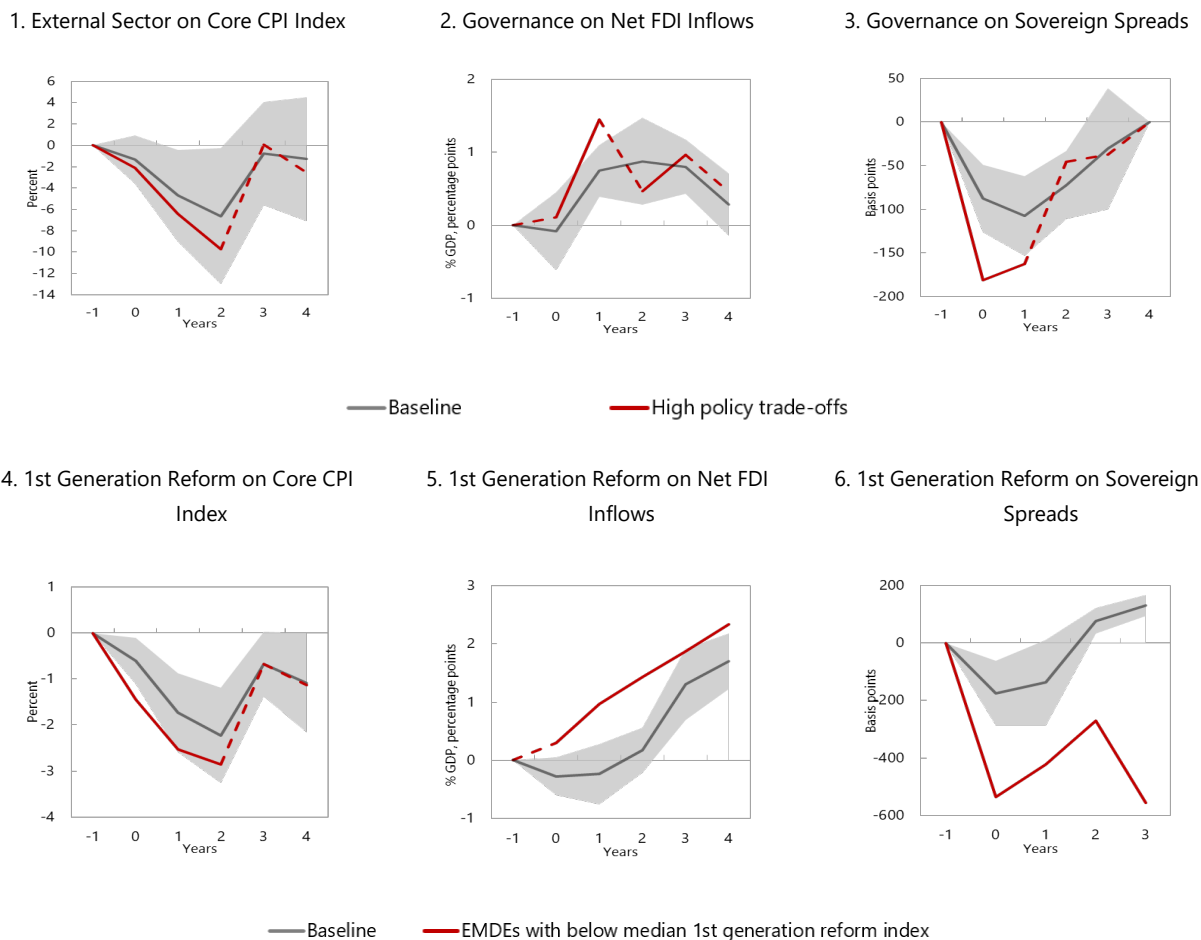 1. External Sector on Core CPI Index
6
4
2
0
-2
-4
-6
-8
-10
-12
-14
Percent
-1 0 1 2 3 4
Years
2. Governance on Net FDI Inflows
2
1
0
-1
% GDP, percentage points
-1 0 1 2 3 4
Years
3. Governance on Sovereign Spreads
50
0
-50
-100
-150
-200
Basis points
-1 0 1 2 3 4
Years
Baseline
High policy trade-offs
4. 1st Generation Reform on Core CPI
Index
1
0
-1
-2
-3
-4
Percent
-1 0 1 2 3 4
Years
5. 1st Generation Reform on Net FDI
Inflows
3
2
1
0
-1
% GDP, percentage points
-1 0 1 2 3 4
Years
6. 1st Generation Reform on Sovereign
Spreads
200
0
-200
-400
-600
Basis points
-1 0 1 2 3
Years
Baseline
EMDEs with below median 1st generation reform index